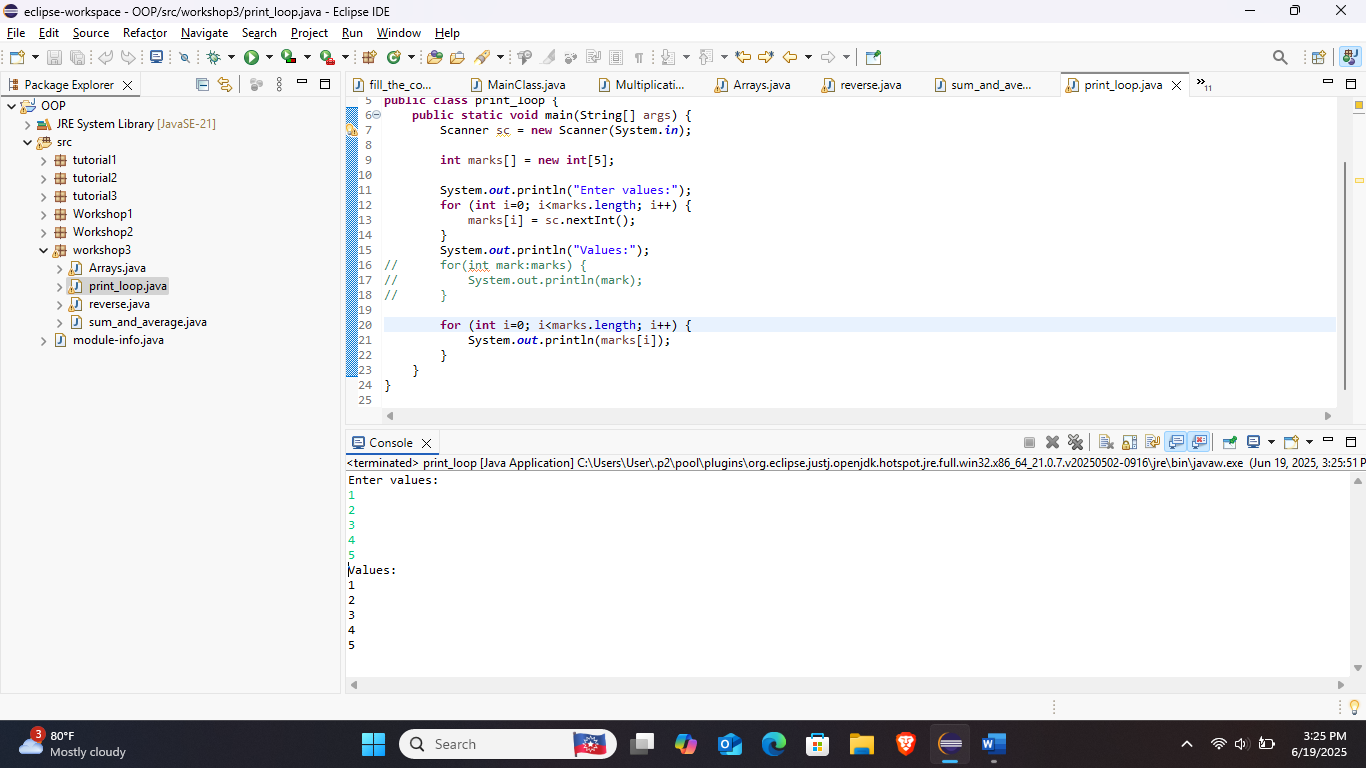 eclipse-workspace - OOP/src/workshop3/print_loop.java - Eclipse IDE
File Edit Source Refactor Navigate Search Project Run Window Help
Package Explorer
fill_the_co... MainClass.java Multiplicati... Arrays.java reverse.java sum_and_ave... print_loop.java »11
OOP
JRE System Library [JavaSE-21]
src
tutorial1
tutorial2
tutorial3
Workshop1
Workshop2
workshop3
Arrays.java
print_loop.java
reverse.java
sum_and_average.java
module-info.java
5 public class print_loop {
6 public static void main(String[] args) {
7 Scanner sc = new Scanner(System.in);
8
9 int marks[] = new int[5];
10
11 System.out.println("Enter values:");
12 for (int i=0; i<marks.length; i++) {
13 marks[i] = sc.nextInt();
14 }
15 System.out.println("Values:");
16 // for(int mark:marks) {
17 // System.out.println(mark);
18 // }
19
20 for (int i=0; i<marks.length; i++) {
21 System.out.println(marks[i]);
22 }
23 }
24 }
25
Console
<terminated> print_loop [Java Application] C:\Users\User\.p2\pool\plugins\org.eclipse.justj.openjdk.hotspot.jre.full.win32.x86_64_21.0.7.v20250502-0916\jre\bin\javaw.exe (Jun 19, 2025, 3:25:51 P
Enter values:
1
2
3
4
5
Values:
1
2
3
4
5
3
80°F
Mostly cloudy
Search
3:25 PM
6/19/2025